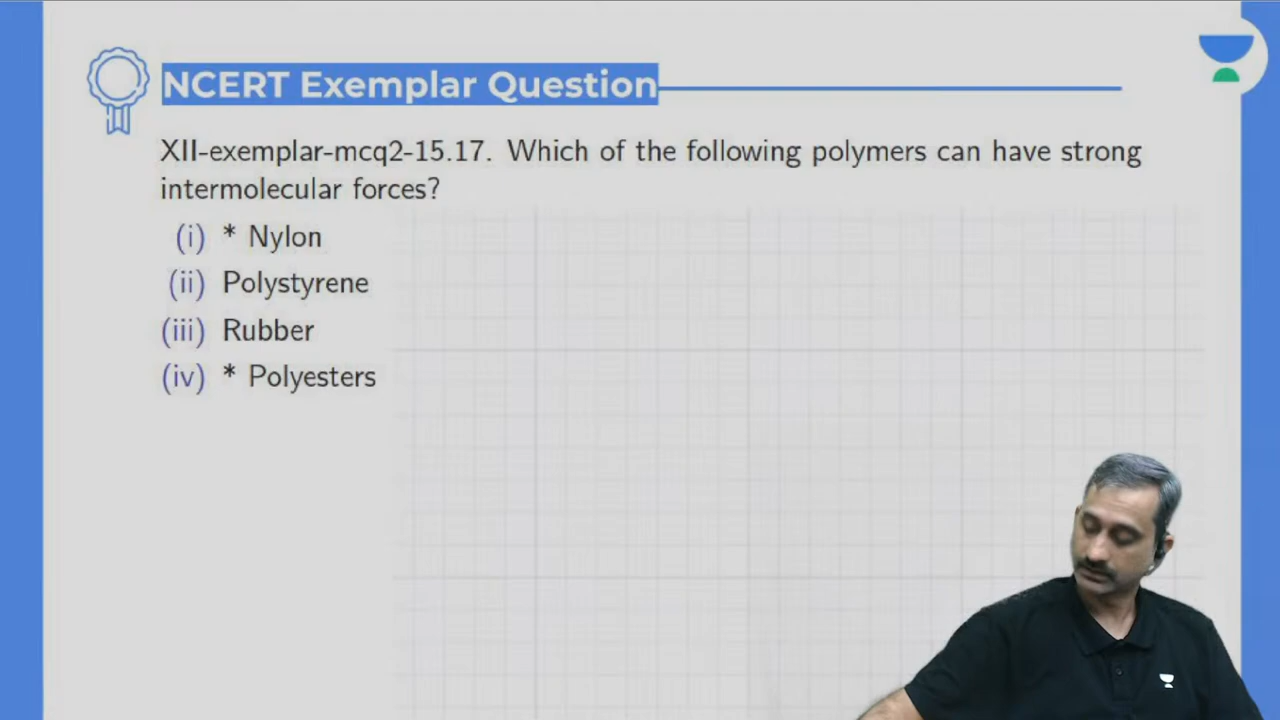 NCERT Exemplar Question
XII-exemplar-mcq2-15.17. Which of the following polymers can have strong
intermolecular forces?
(i) * Nylon
(ii) Polystyrene
(iii) Rubber
(iv) * Polyesters